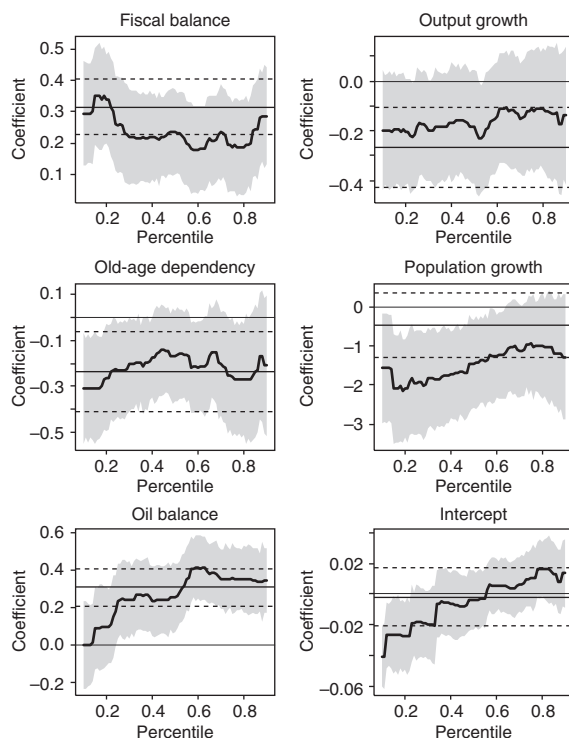 Fiscal balance
0.5
0.4
0.3
0.2
0.1
Coefficient
0.2 0.4 0.6 0.8
Percentile
Output growth
0.0
−0.2
−0.4
Coefficient
0.2 0.4 0.6 0.8
Percentile
Old-age dependency
0.1
−0.1
−0.3
−0.5
Coefficient
0.2 0.4 0.6 0.8
Percentile
Population growth
0
−1
−2
−3
Coefficient
0.2 0.4 0.6 0.8
Percentile
Oil balance
0.6
0.4
0.2
0.0
−0.2
Coefficient
0.2 0.4 0.6 0.8
Percentile
Intercept
0.02
−0.02
−0.06
Coefficient
0.2 0.4 0.6 0.8
Percentile